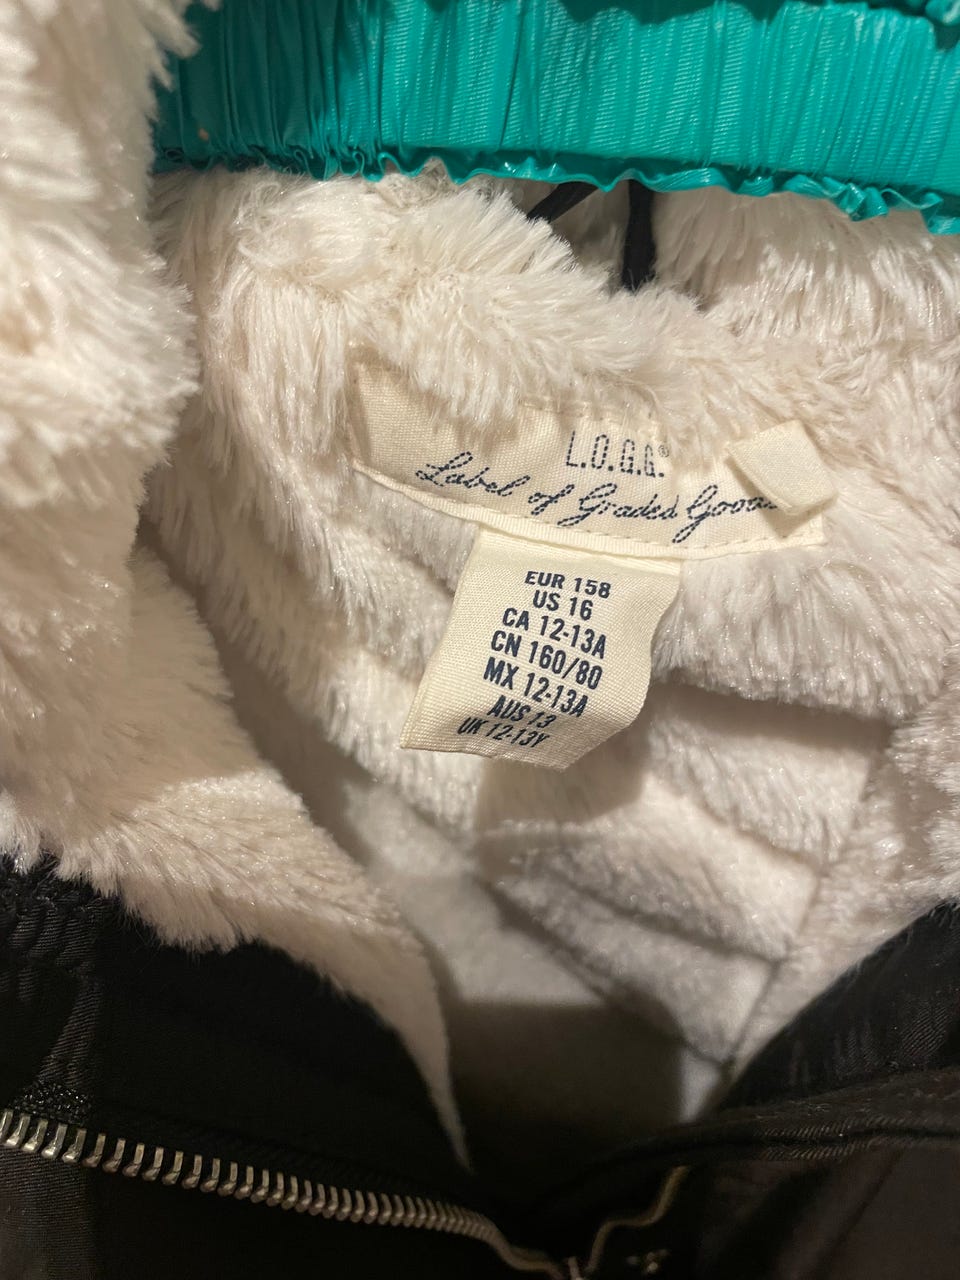 L.O.G.G.®
Label of Graded
EUR 158
US 16
CA 12-13A
CN 160/80
MX 12-13A
AUS 13
UK 12-13Y